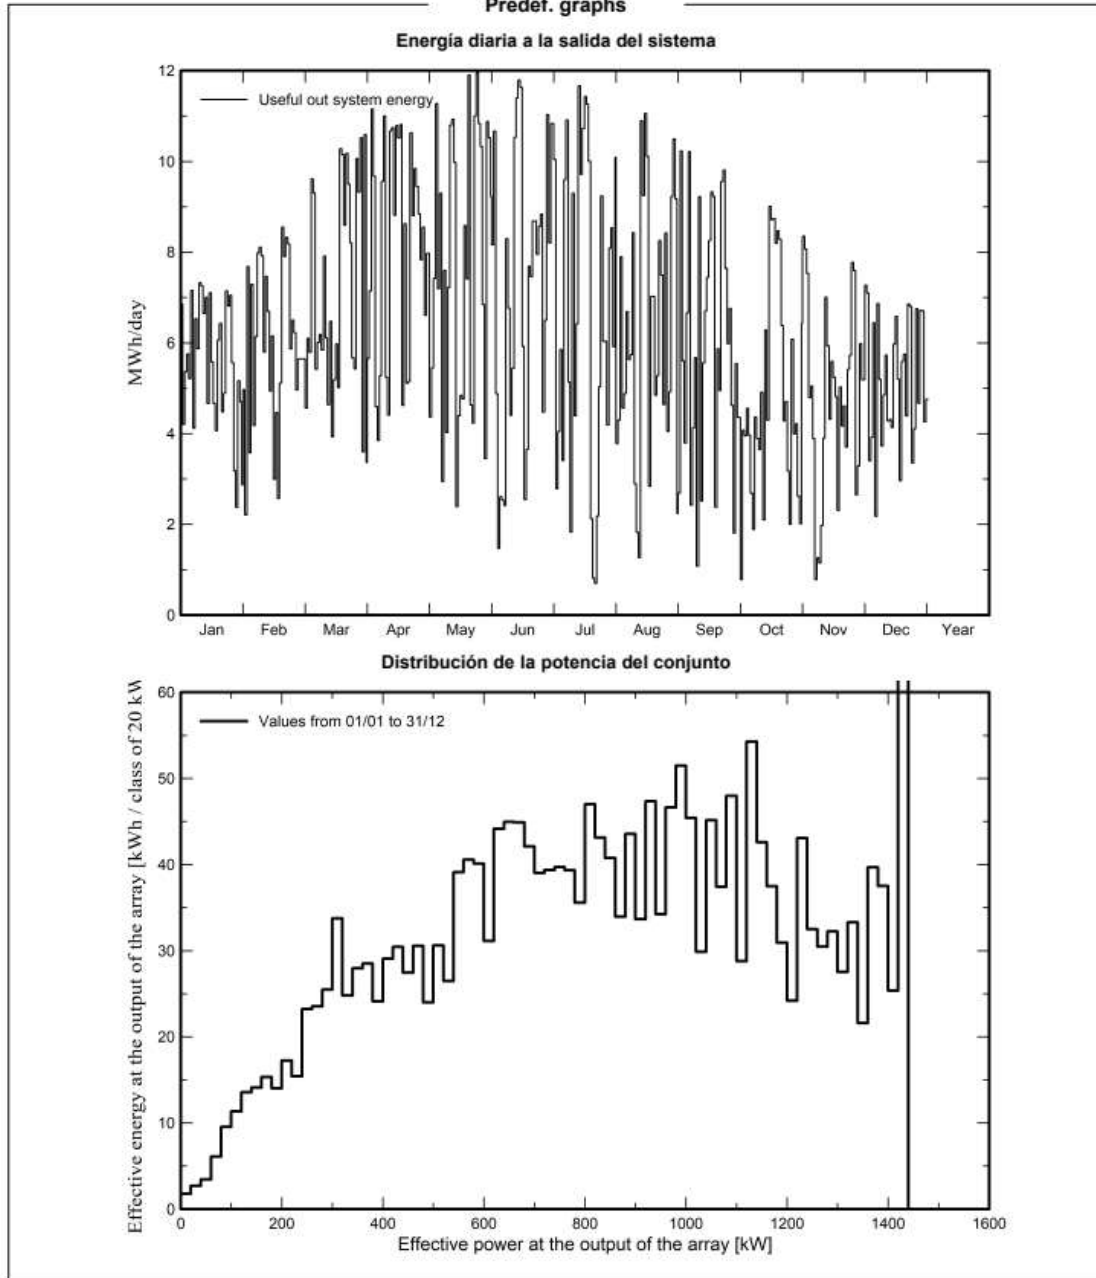 Predef. graphs
Energía diaria a la salida del sistema
12
10
8
6
4
2
0
MWh/day
Useful out system energy
Jan Feb Mar Apr May Jun Jul Aug Sep Oct Nov Dec Year
Distribución de la potencia del conjunto
60
50
40
30
20
10
0
Effective energy at the output of the array [kWh / class of 20 kW
Values from 01/01 to 31/12
0 200 400 600 800 1000 1200 1400 1600
Effective power at the output of the array [kW]